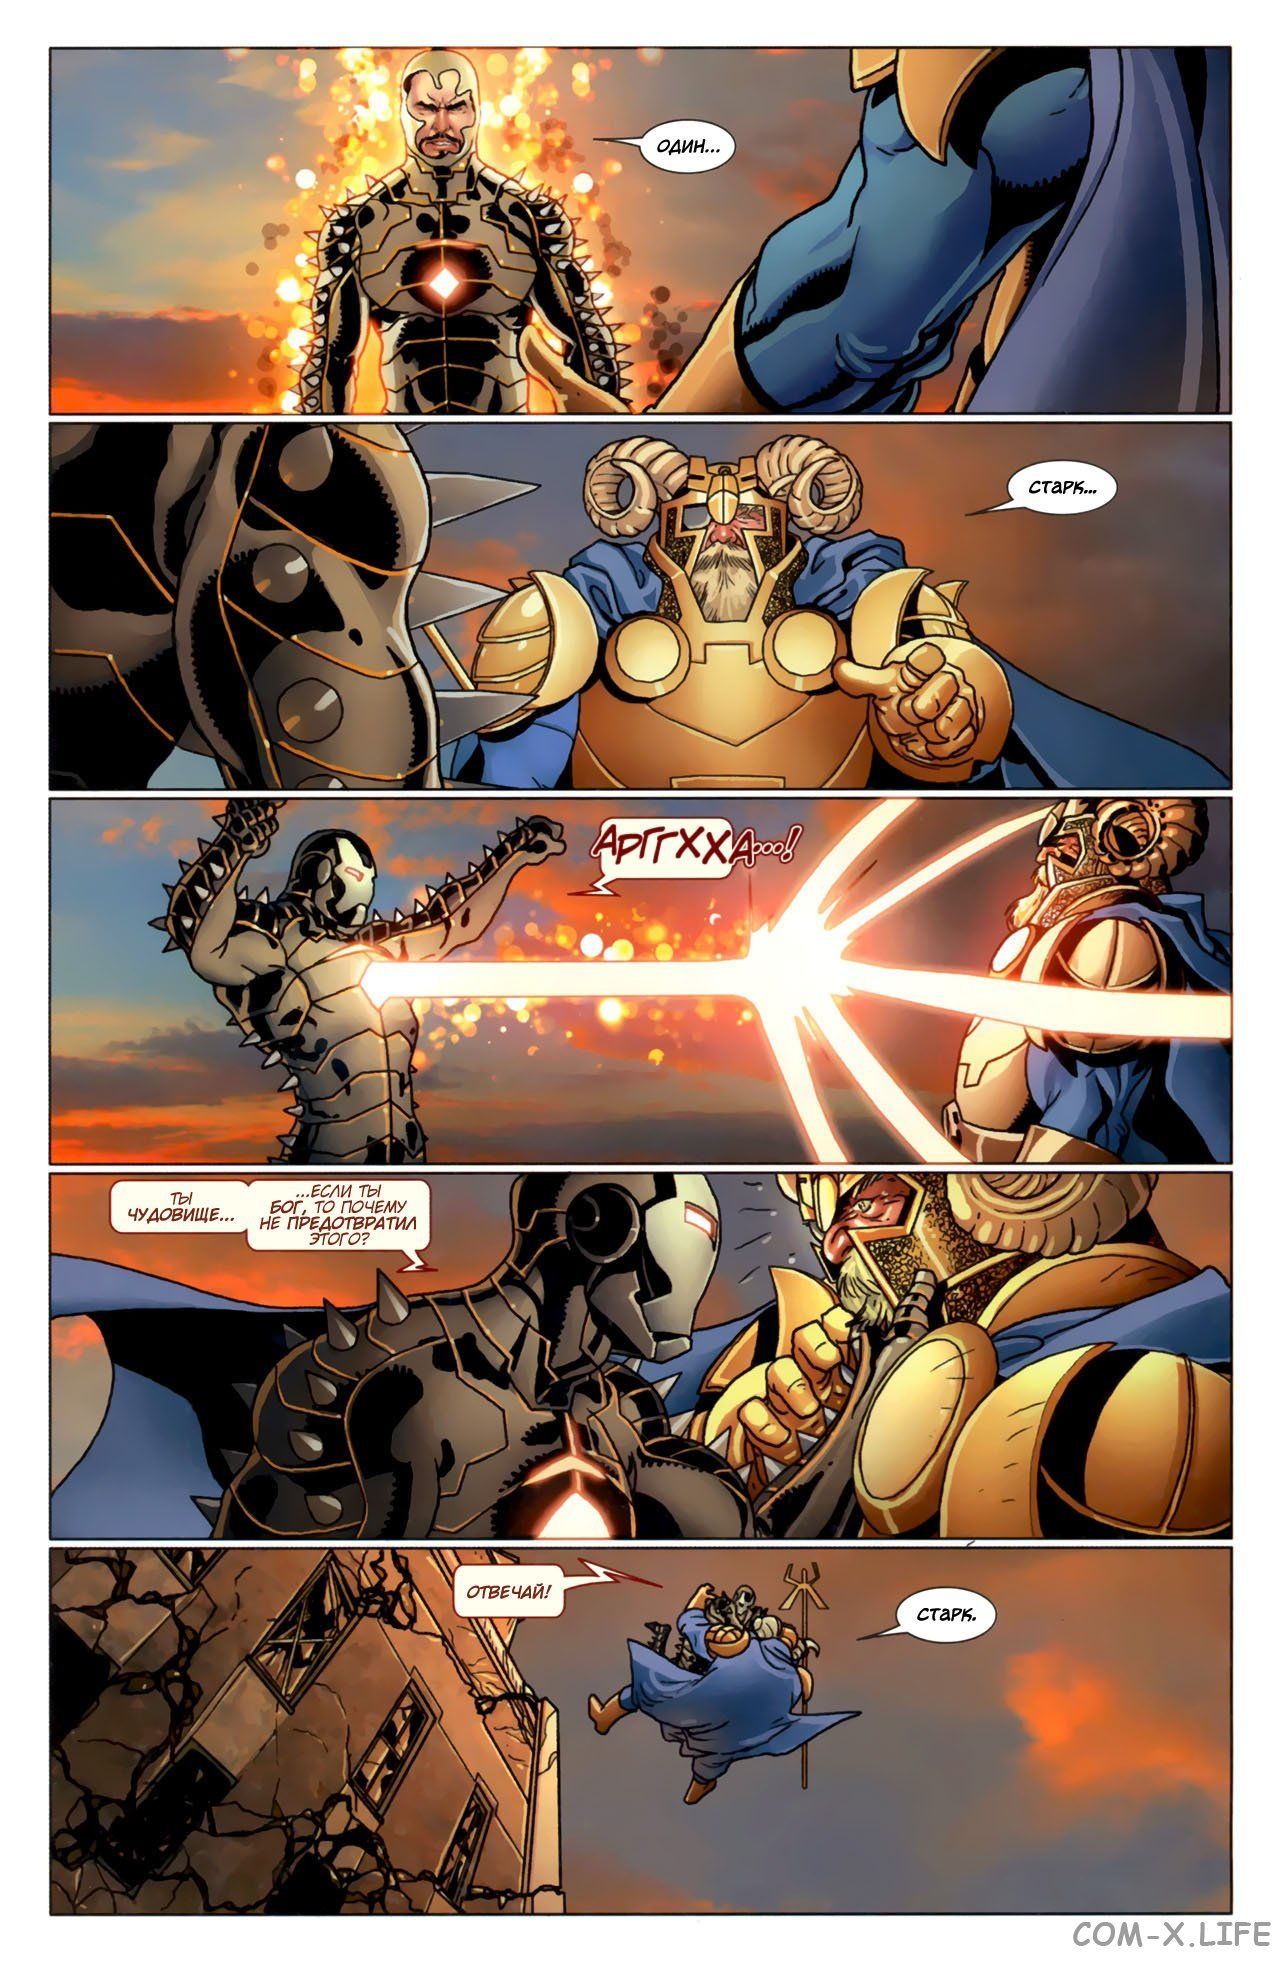 ОДИН...
СТАРК...
АРГГХХА...!
ТЫ
ЧУДОВИЩЕ...
...ЕСЛИ ТЫ
БОГ, ТО ПОЧЕМУ
НЕ ПРЕДОТВРАТИЛ
ЭТОГО?
ОТВЕЧАЙ!
СТАРК.
COM-X.LIFE